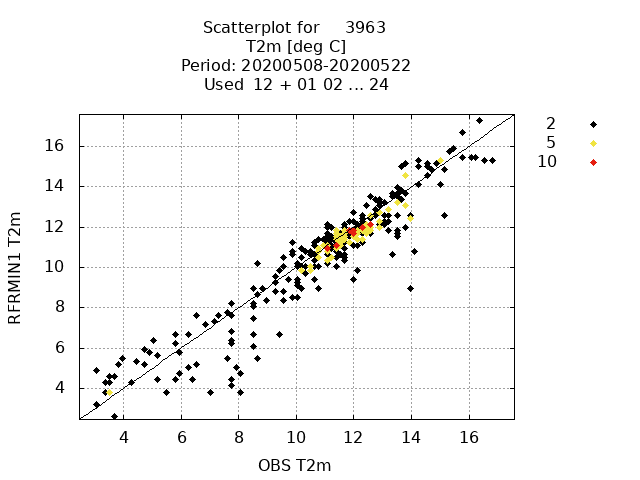 Scatterplot for 3963
T2m [deg C]
Period: 20200508-20200522
Used 12 + 01 02 ... 24
2
5
10
16
14
12
10
8
6
4
RFRMIN1 T2m
4 6 8 10 12 14 16
OBS T2m